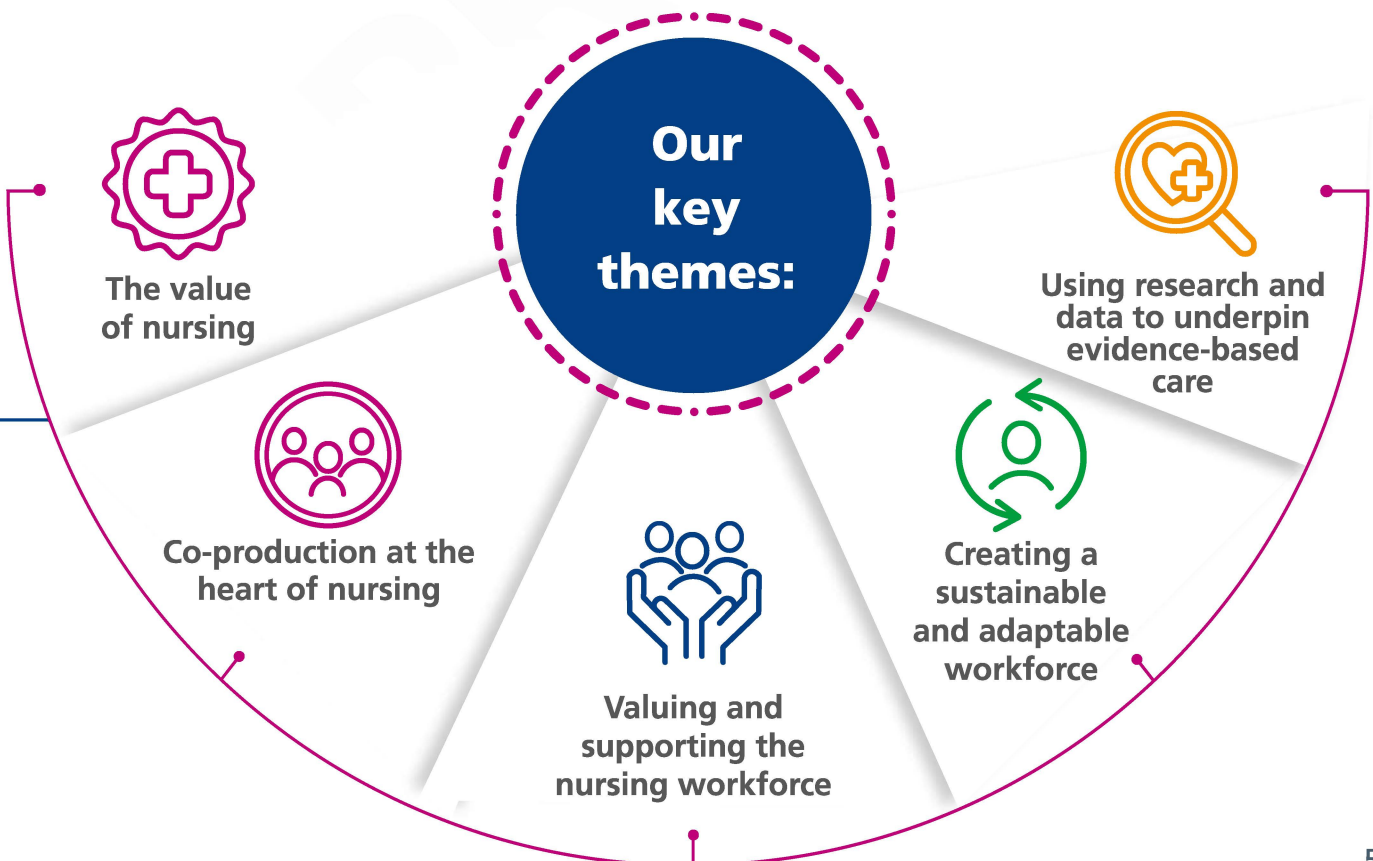 Our
key
themes:
The value
of nursing
Co-production at the
heart of nursing
Valuing and
supporting the
nursing workforce
Creating a
sustainable
and adaptable
workforce
Using research and
data to underpin
evidence-based
care